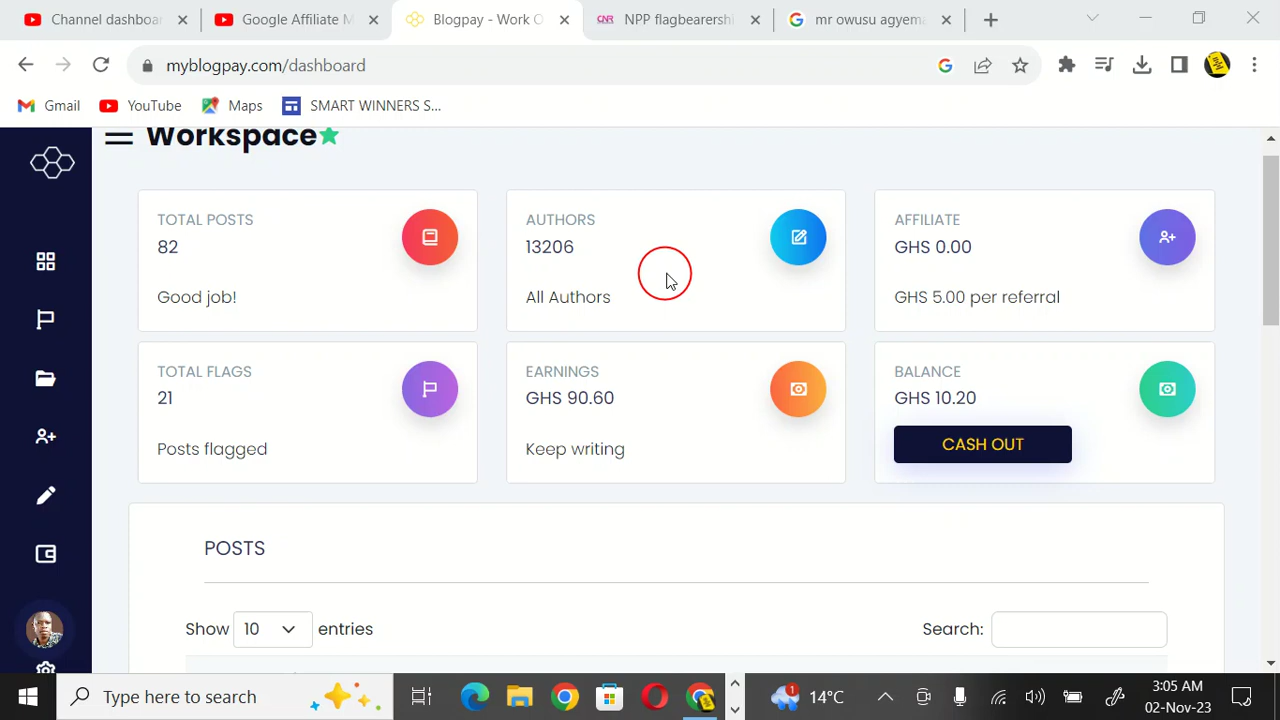 Channel dashboar
Google Affiliate M
Blogpay - Work O
CNR NPP flagbearershi
mr owusu agyema
myblogpay.com/dashboard
Gmail YouTube Maps SMART WINNERS S...
Workspace
TOTAL POSTS
82
Good job!
AUTHORS
13206
All Authors
AFFILIATE
GHS 0.00
GHS 5.00 per referral
TOTAL FLAGS
21
Posts flagged
EARNINGS
GHS 90.60
Keep writing
BALANCE
GHS 10.20
CASH OUT
POSTS
Show 10 entries
Search:
Type here to search
1
14°C
3:05 AM
02-Nov-23